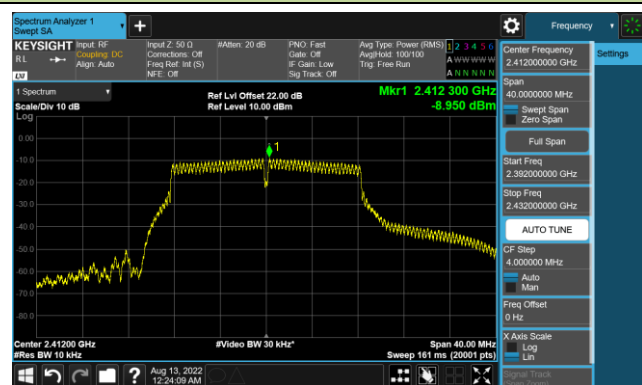 Spectrum Analyzer 1
Swept SA
Frequency
KEYSIGHT
RL
Input: RF
Coupling: DC
Align: Auto
Input Z: 50 Ω
Corrections: Off
Freq Ref: Int (S)
NFE: Off
#Atten: 20 dB
PNO: Fast
Gate: Off
IF Gain: Low
Sig Track: Off
Avg Type: Power (RMS)
Avg|Hold: 100/100
Trig: Free Run
1 2 3 4 5 6
A W W W W W
A N N N N N
LXI
1 Spectrum
Scale/Div 10 dB
Log
Ref Lvl Offset 22.00 dB
Ref Level 10.00 dBm
Mkr1 2.412 300 GHz
-8.950 dBm
1
0.00
-10.0
-20.0
-30.0
-40.0
-50.0
-60.0
-70.0
-80.0
Center 2.41200 GHz
#Res BW 10 kHz
#Video BW 30 kHz*
Span 40.00 MHz
Sweep 161 ms (20001 pts)
Aug 13, 2022
12:24:09 AM
Center Frequency
2.412000000 GHz
Settings
Span
40.0000000 MHz
Swept Span
Zero Span
Full Span
Start Freq
2.392000000 GHz
Stop Freq
2.432000000 GHz
AUTO TUNE
CF Step
4.000000 MHz
Auto
Man
Freq Offset
0 Hz
X Axis Scale
Log
Lin
Signal Track
(Span Zoom)